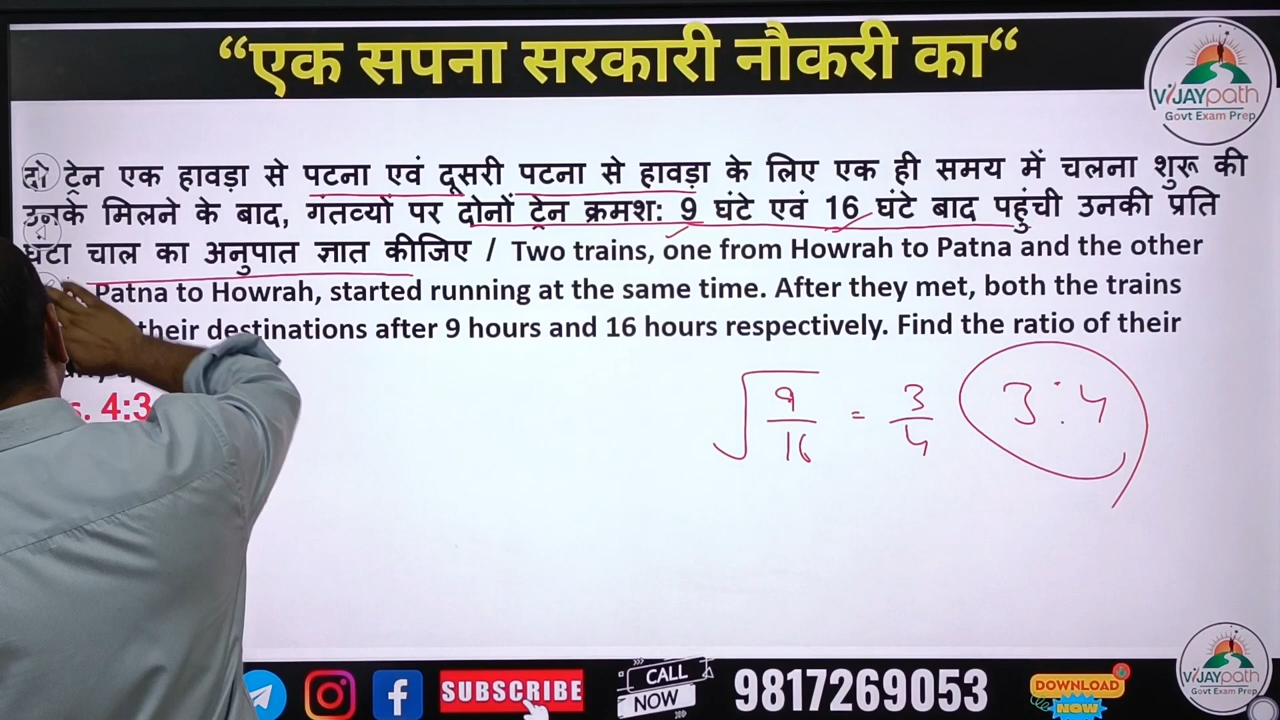 “एक सपना सरकारी नौकरी का“
VIJAYpath
Govt Exam Prep
दो ट्रेन एक हावड़ा से पटना एवं दूसरी पटना से हावड़ा के लिए एक ही समय में चलना शुरू की
उनके मिलने के बाद, गंतव्यों पर दोनों ट्रेन क्रमश: 9 घंटे एवं 16 घंटे बाद पहुंची उनकी प्रति
घंटा चाल का अनुपात ज्ञात कीजिए / Two trains, one from Howrah to Patna and the other
Patna to Howrah, started running at the same time. After they met, both the trains
their destinations after 9 hours and 16 hours respectively. Find the ratio of their
s. 4:3
√9/16 = 3/4 3:4
SUBSCRIBE
CALL
NOW
9817269053
DOWNLOAD
NOW
VIJAYpath
Govt Exam Prep